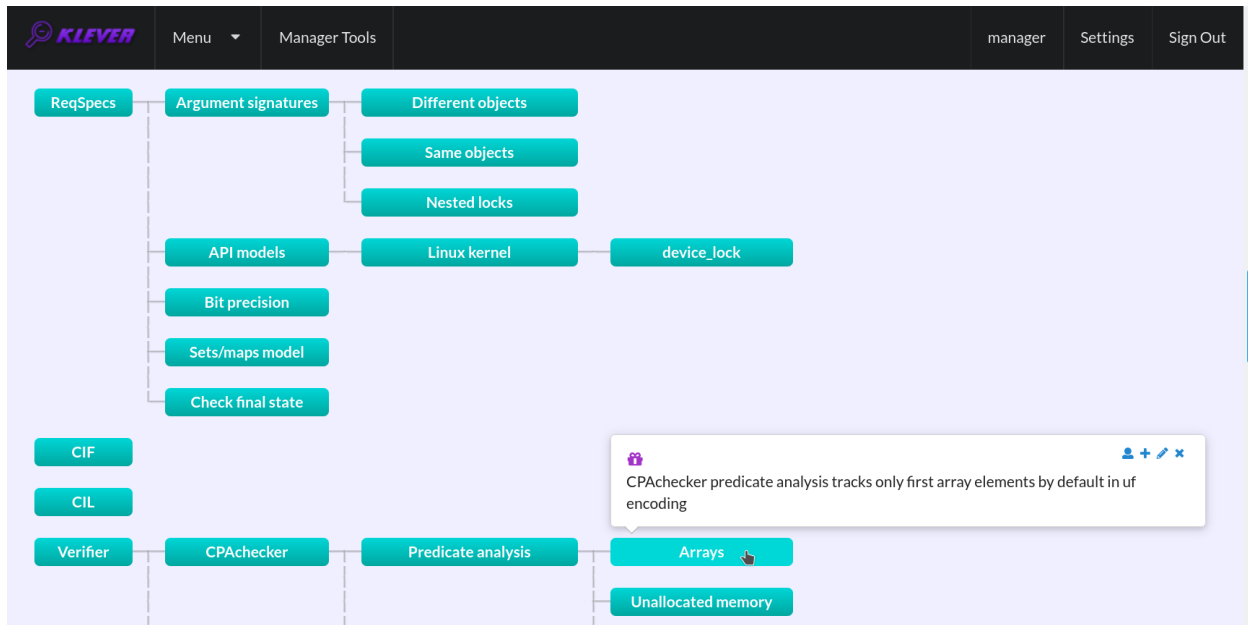 KLEVER
Menu
Manager Tools
manager
Settings
Sign Out
ReqSpecs
Argument signatures
Different objects
Same objects
Nested locks
API models
Linux kernel
device_lock
Bit precision
Sets/maps model
Check final state
CIF
CIL
CPAchecker predicate analysis tracks only first array elements by default in uf
encoding
Verifier
CPAchecker
Predicate analysis
Arrays
Unallocated memory